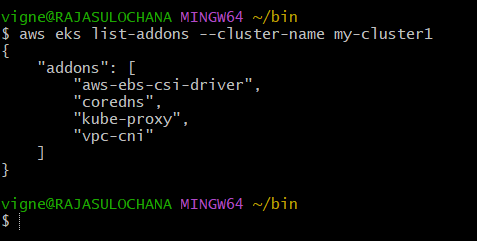 vigne@RAJASULOCHANA MINGW64 ~/bin
$ aws eks list-addons --cluster-name my-cluster1
{
    "addons": [
        "aws-ebs-csi-driver",
        "coredns",
        "kube-proxy",
        "vpc-cni"
    ]
}

vigne@RAJASULOCHANA MINGW64 ~/bin
$